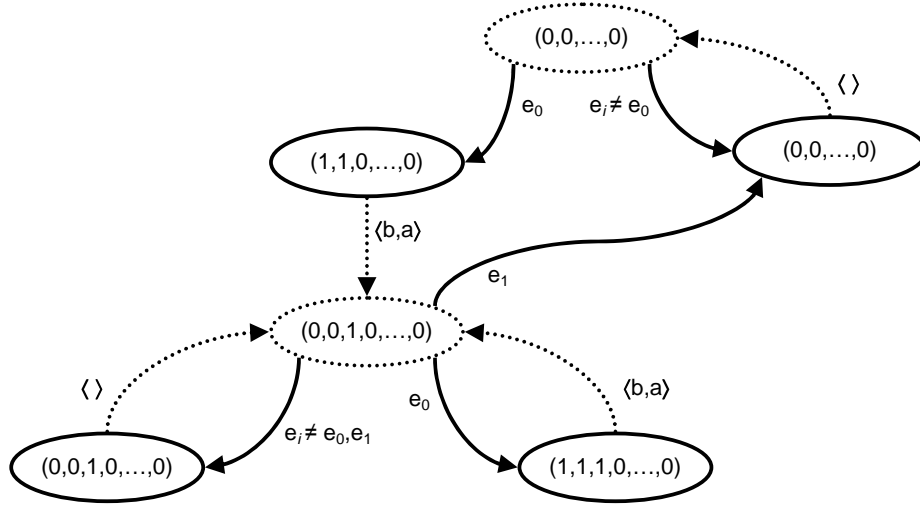 (0,0,…,0)
⟨ ⟩
e₀
eᵢ ≠ e₀
(1,1,0,…,0)
(0,0,…,0)
⟨b,a⟩
e₁
(0,0,1,0,…,0)
⟨ ⟩
e₀
⟨b,a⟩
eᵢ ≠ e₀,e₁
(0,0,1,0,…,0)
(1,1,1,0,…,0)